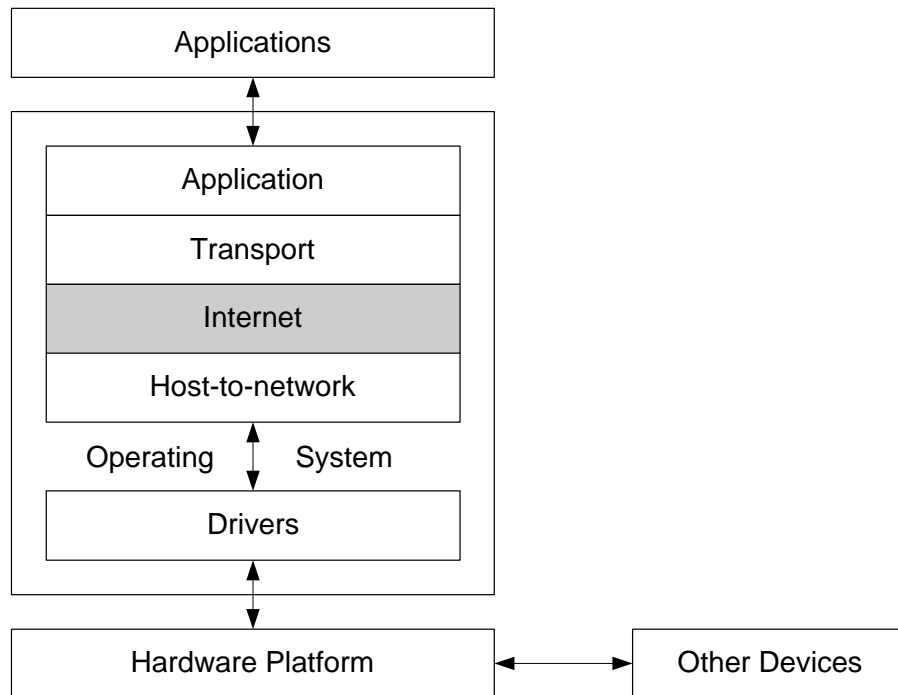 Applications
Application
Transport
Internet
Host-to-network
Operating System
Drivers
Hardware Platform
Other Devices